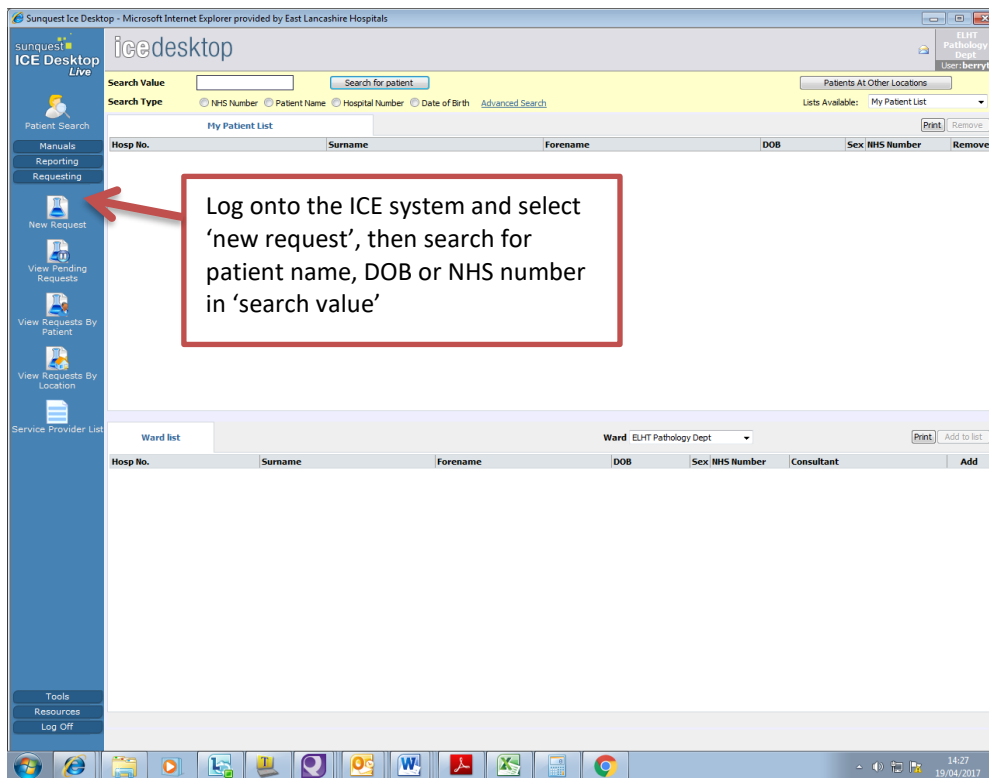 Sunquest Ice Desktop - Microsoft Internet Explorer provided by East Lancashire Hospitals
sunquest
ICE Desktop
Live
icedesktop
ELHT
Pathology
Dept
User:berryt
Search Value
Search for patient
Patients At Other Locations
Search Type
NHS Number Patient Name Hospital Number Date of Birth Advanced Search
Lists Available: My Patient List
Patient Search
My Patient List
Print Remove
Hosp No. Surname Forename DOB Sex NHS Number Remove
Manuals
Reporting
Requesting
New Request
View Pending
Requests
View Requests By
Patient
View Requests By
Location
Service Provider List
Log onto the ICE system and select
‘new request’, then search for
patient name, DOB or NHS number
in ‘search value’
Ward list
Ward ELHT Pathology Dept
Print Add to list
Hosp No. Surname Forename DOB Sex NHS Number Consultant Add
Tools
Resources
Log Off
14:27
19/04/2017